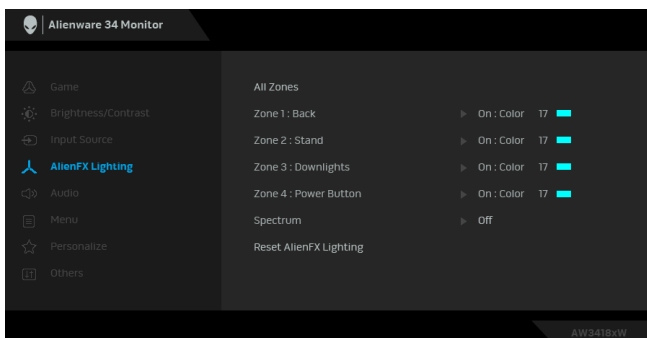 Alienware 34 Monitor
Game
All Zones
Brightness/Contrast
Zone 1 : Back
On : Color 17
Input Source
Zone 2 : Stand
On : Color 17
AlienFX Lighting
Zone 3 : Downlights
On : Color 17
Audio
Zone 4 : Power Button
On : Color 17
Menu
Spectrum
Off
Personalize
Reset AlienFX Lighting
Others
AW3418xW